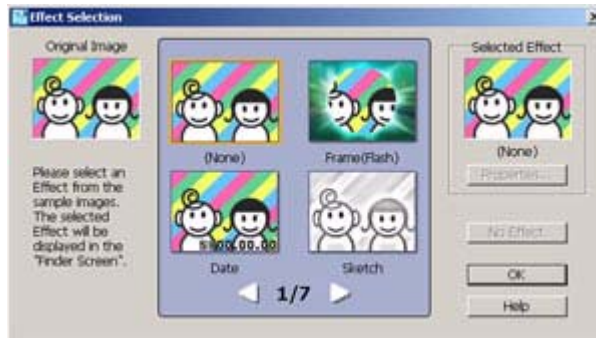 Effect Selection
Original Image
Please select an
Effect from the
sample images.
The selected
Effect will be
displayed in the
"Finder Screen".
(None)
Frame(Flash)
Date
Sketch
1/7
Selected Effect
(None)
Properties...
No Effect
OK
Help